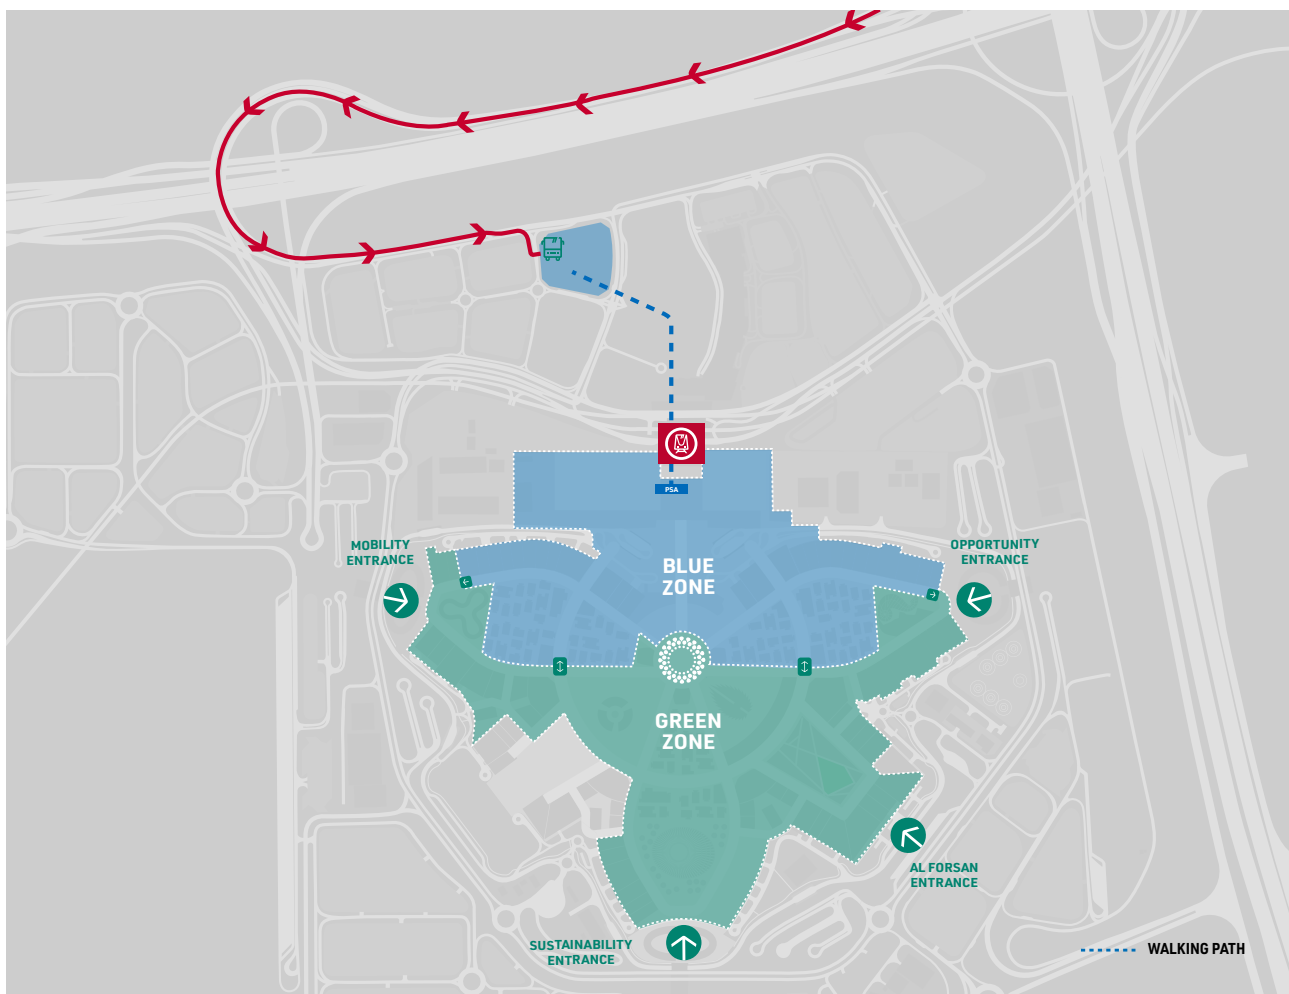 PSA
MOBILITY
ENTRANCE
OPPORTUNITY
ENTRANCE
BLUE
ZONE
GREEN
ZONE
AL FORSAN
ENTRANCE
SUSTAINABILITY
ENTRANCE
WALKING PATH